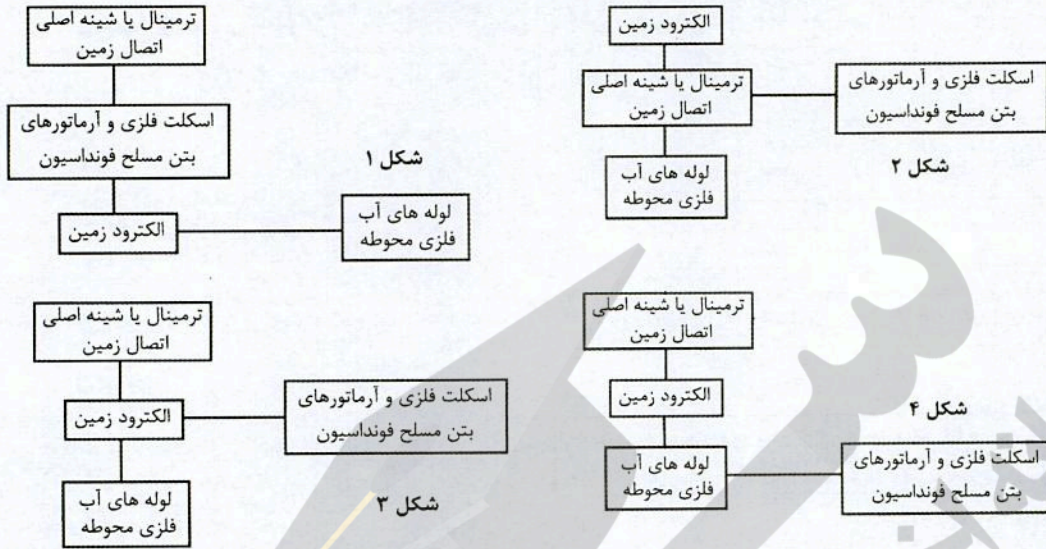 ترمینال یا شینه اصلی
اتصال زمین
اسکلت فلزی و آرماتورهای
بتن مسلح فونداسیون
شکل ۱
الکترود زمین
لوله های آب
فلزی محوطه
الکترود زمین
ترمینال یا شینه اصلی
اتصال زمین
اسکلت فلزی و آرماتورهای
بتن مسلح فونداسیون
شکل ۲
لوله های آب
فلزی محوطه
ترمینال یا شینه اصلی
اتصال زمین
الکترود زمین
اسکلت فلزی و آرماتورهای
بتن مسلح فونداسیون
لوله های آب
فلزی محوطه
شکل ۳
ترمینال یا شینه اصلی
اتصال زمین
الکترود زمین
شکل ۴
لوله های آب
فلزی محوطه
اسکلت فلزی و آرماتورهای
بتن مسلح فونداسیون